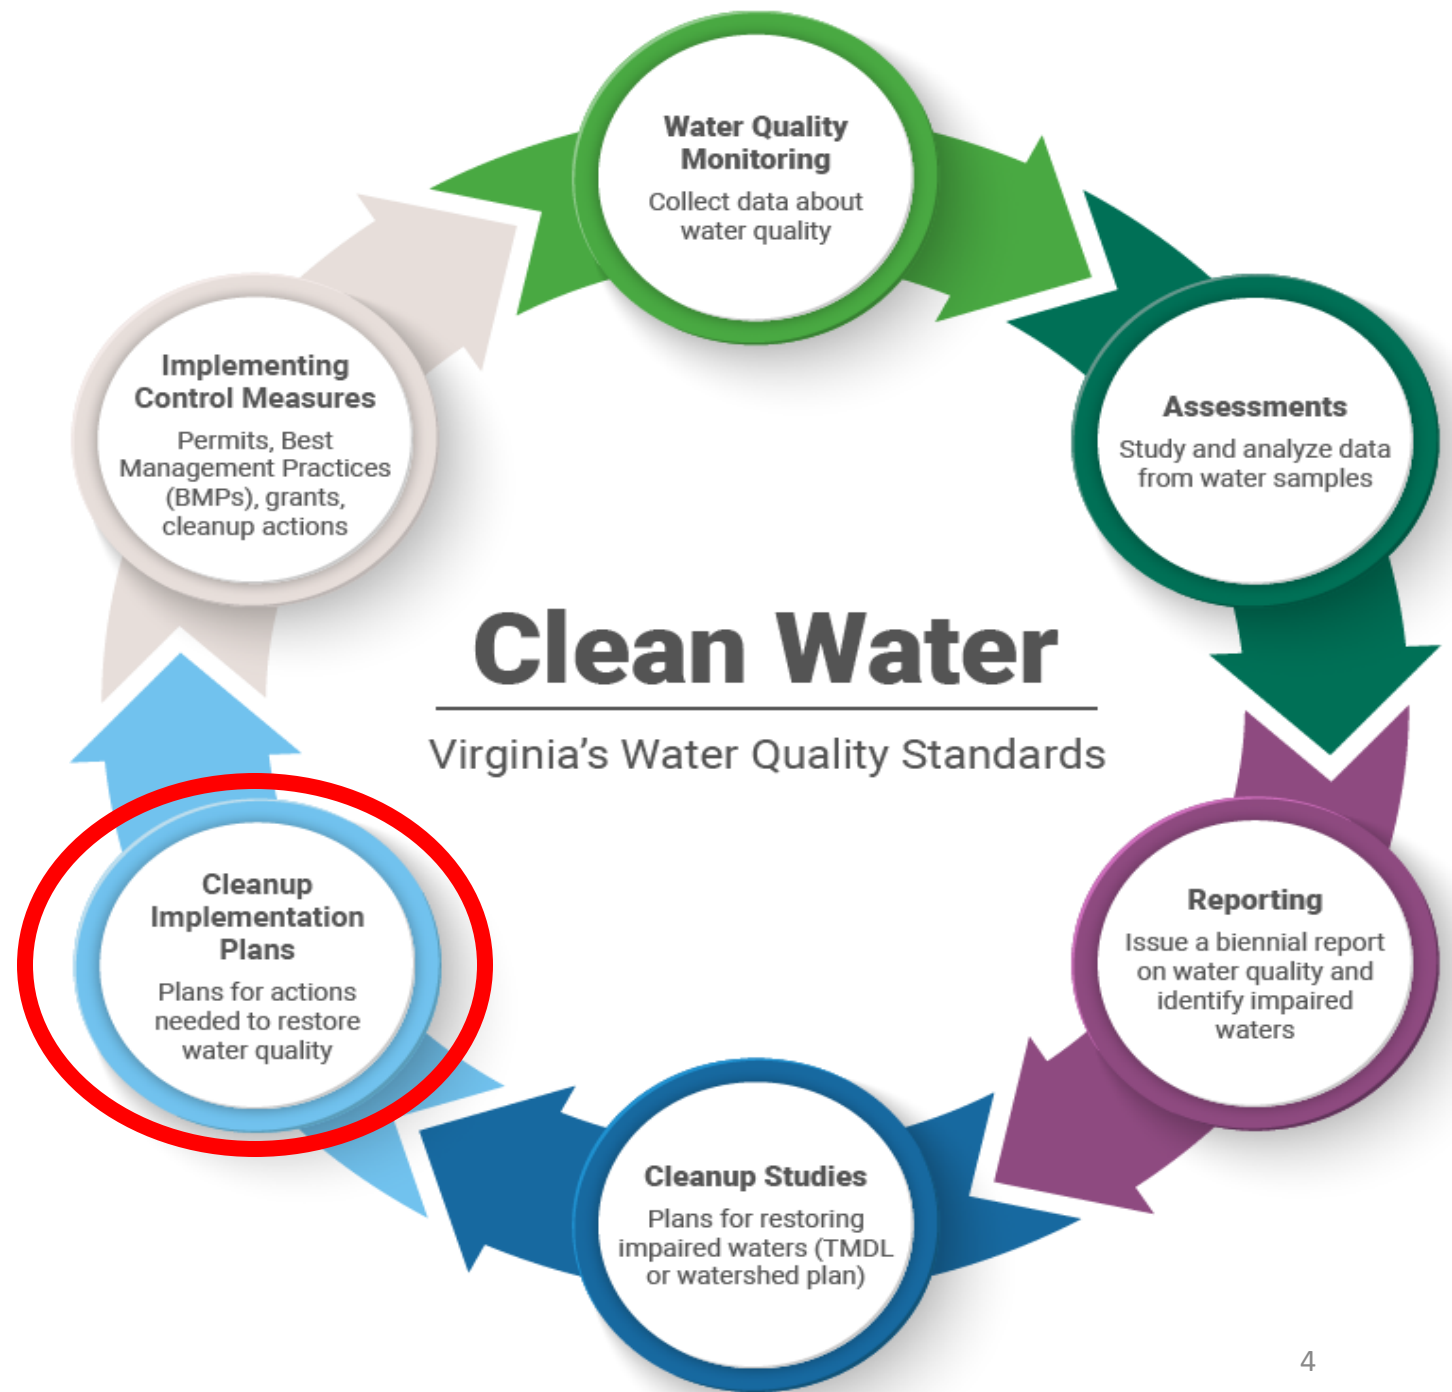 Water Quality
Monitoring
Collect data about
water quality
Assessments
Study and analyze data
from water samples
Reporting
Issue a biennial report
on water quality and
identify impaired
waters
Cleanup Studies
Plans for restoring
impaired waters (TMDL
or watershed plan)
Cleanup
Implementation
Plans
Plans for actions
needed to restore
water quality
Implementing
Control Measures
Permits, Best
Management Practices
(BMPs), grants,
cleanup actions
Clean Water
Virginia’s Water Quality Standards
4